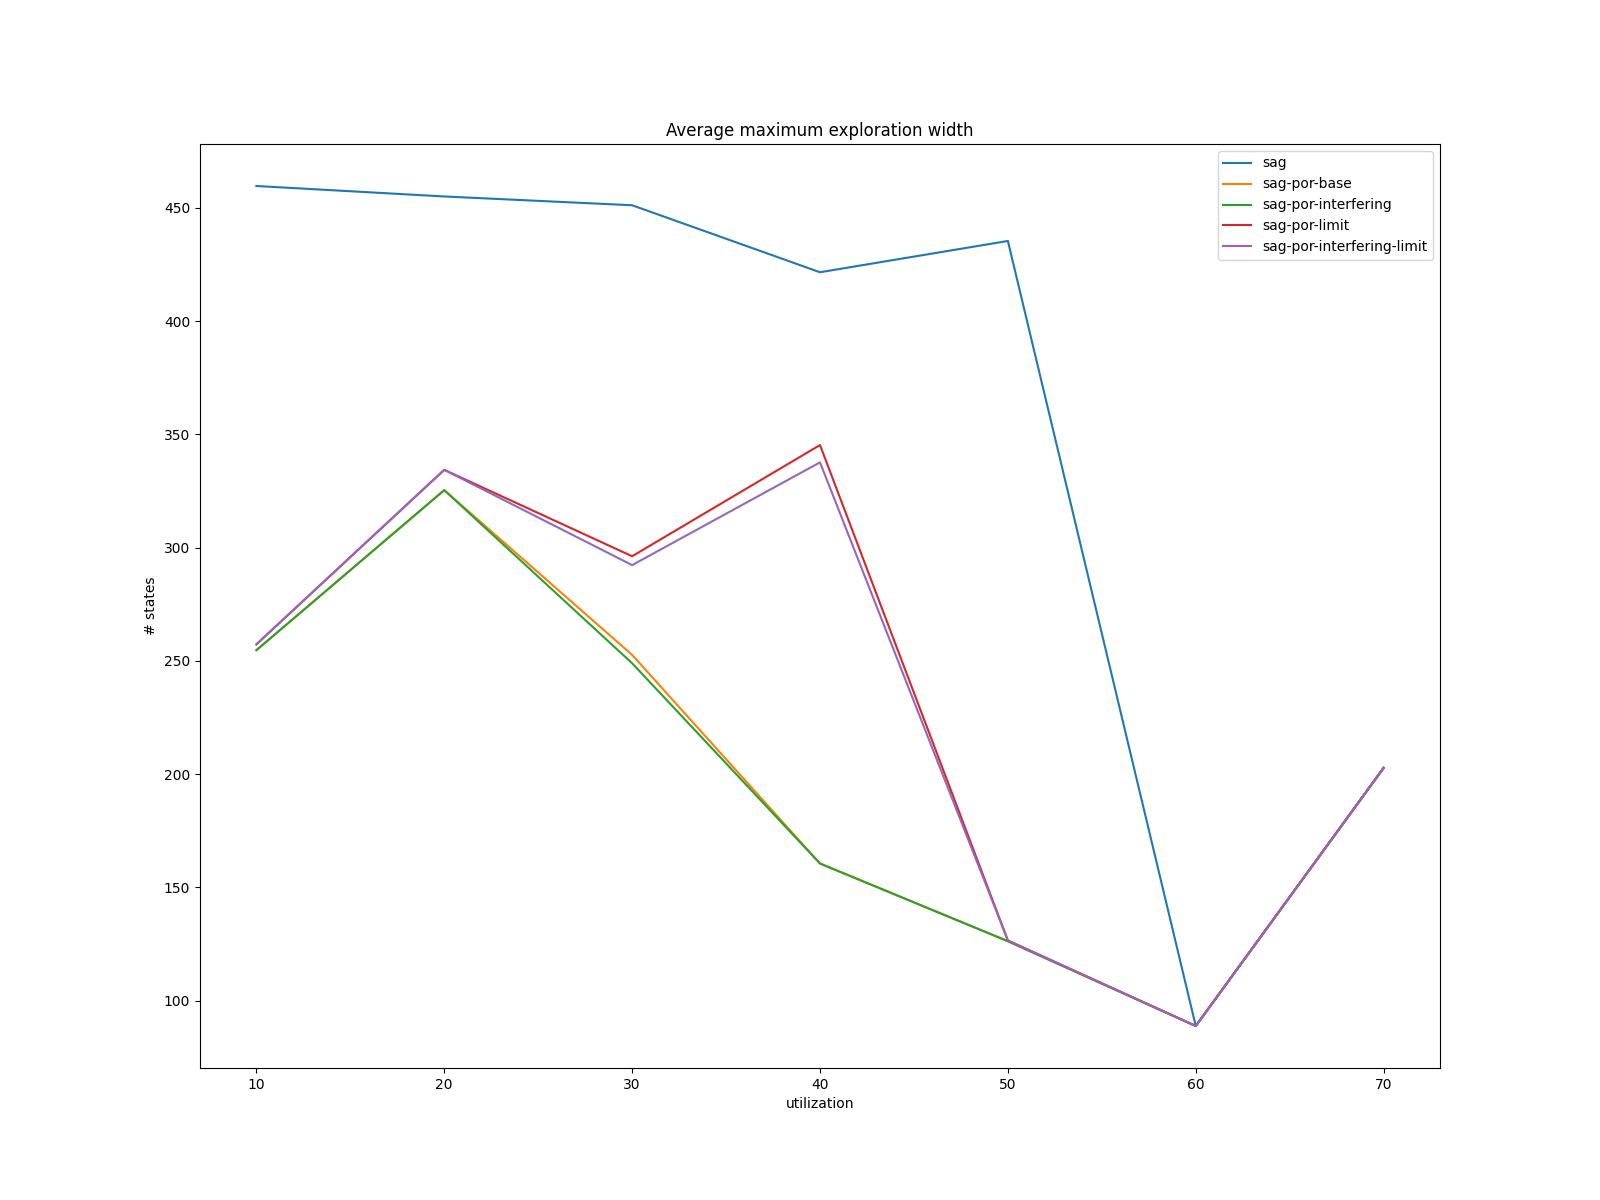 Average maximum exploration width
sag
sag-por-base
sag-por-interfering
sag-por-limit
sag-por-interfering-limit
450
400
350
300
250
200
150
100
# states
10 20 30 40 50 60 70
utilization